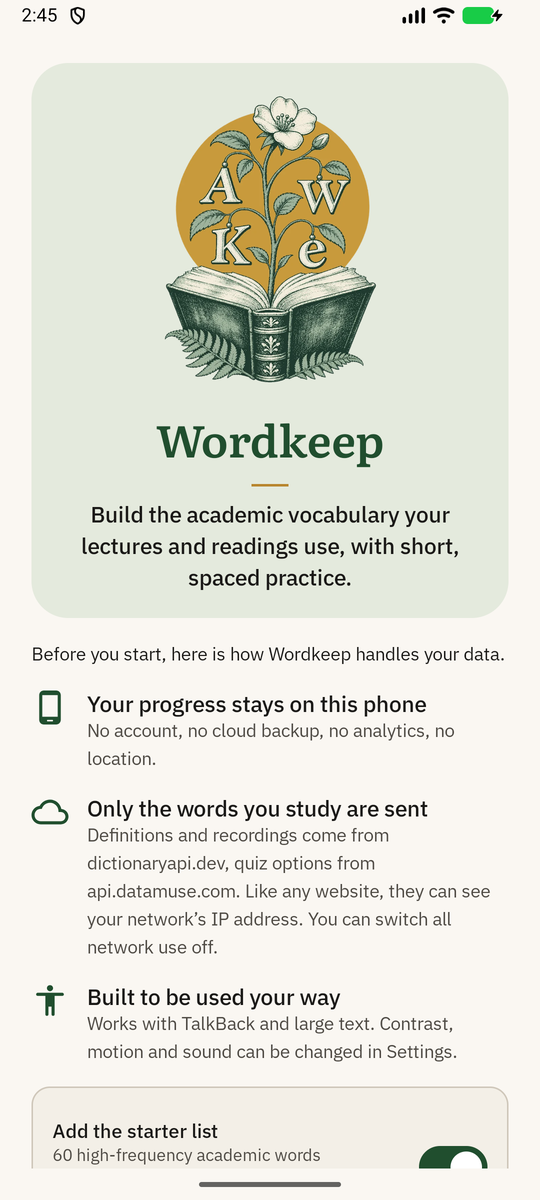 2:45
A W
K e
Wordkeep
Build the academic vocabulary your
lectures and readings use, with short,
spaced practice.
Before you start, here is how Wordkeep handles your data.
Your progress stays on this phone
No account, no cloud backup, no analytics, no
location.
Only the words you study are sent
Definitions and recordings come from
dictionaryapi.dev, quiz options from
api.datamuse.com. Like any website, they can see
your network’s IP address. You can switch all
network use off.
Built to be used your way
Works with TalkBack and large text. Contrast,
motion and sound can be changed in Settings.
Add the starter list
60 high-frequency academic words